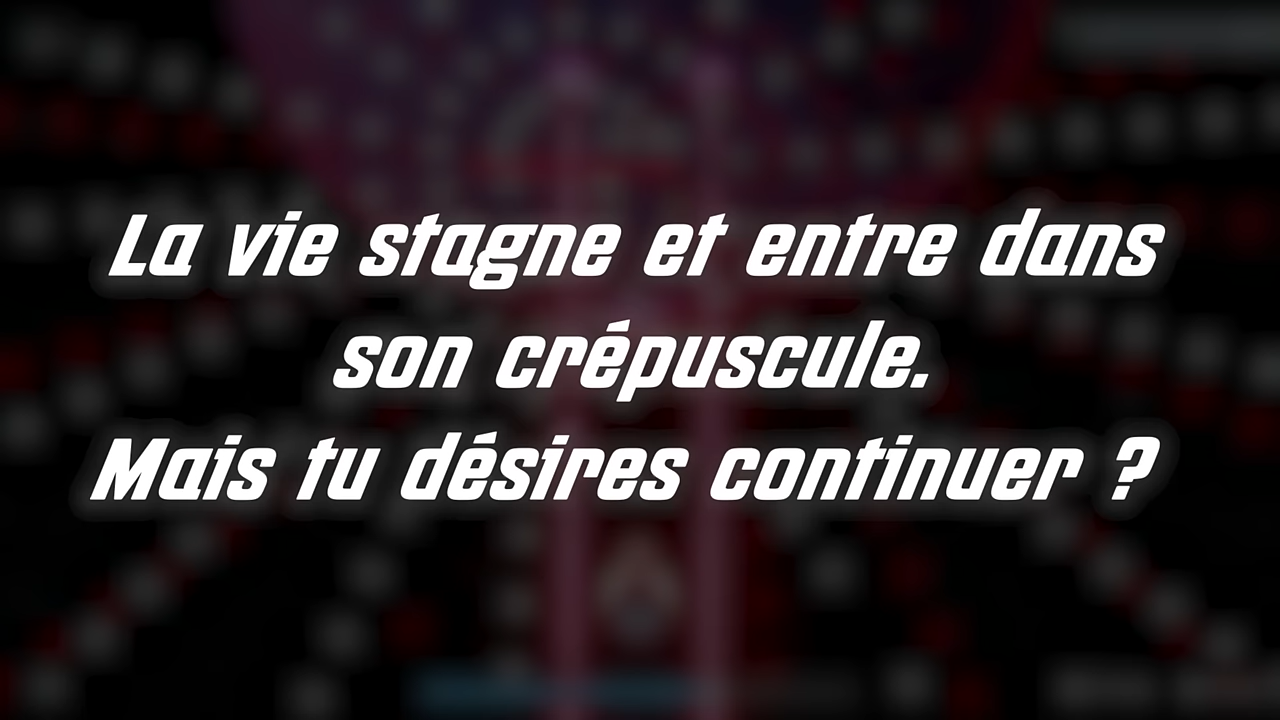 La vie stagne et entre dans
son crépuscule.
Mais tu désires continuer ?